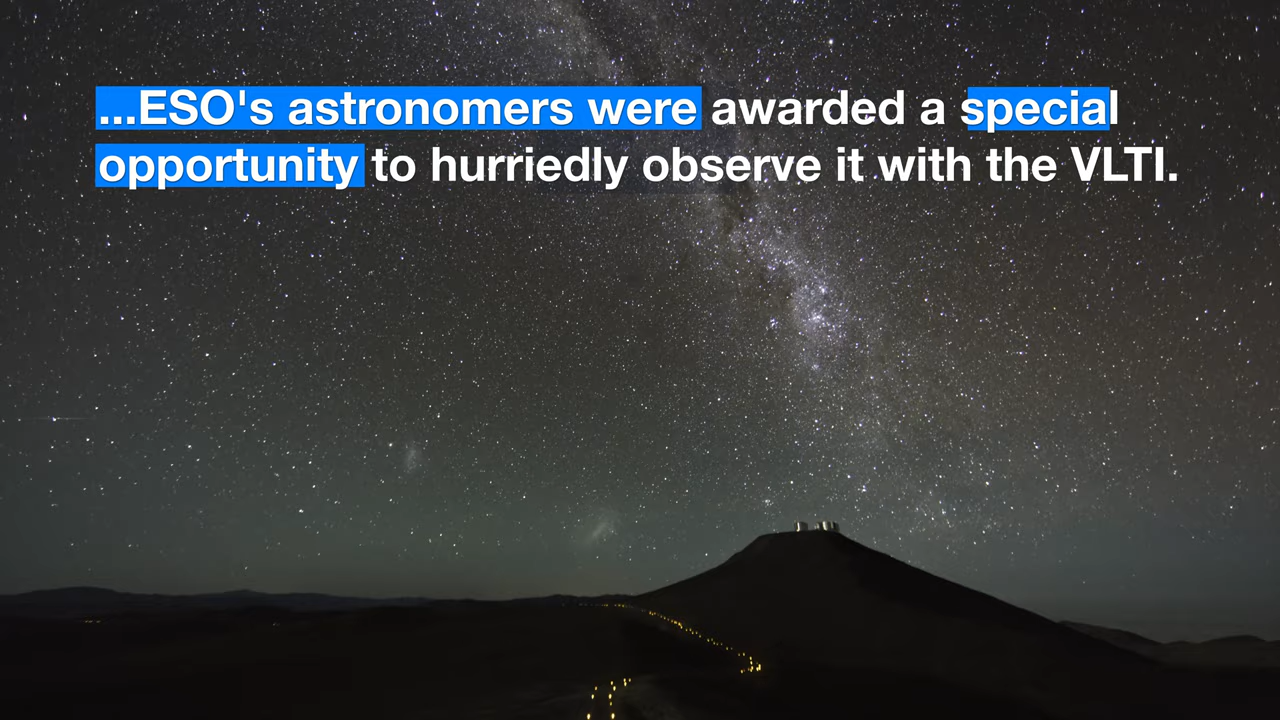 ...ESO's astronomers were awarded a special
opportunity to hurriedly observe it with the VLTI.